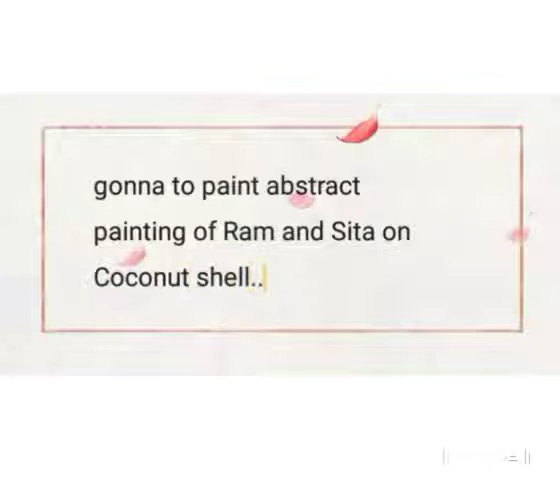 gonna to paint abstract
painting of Ram and Sita on
Coconut shell..